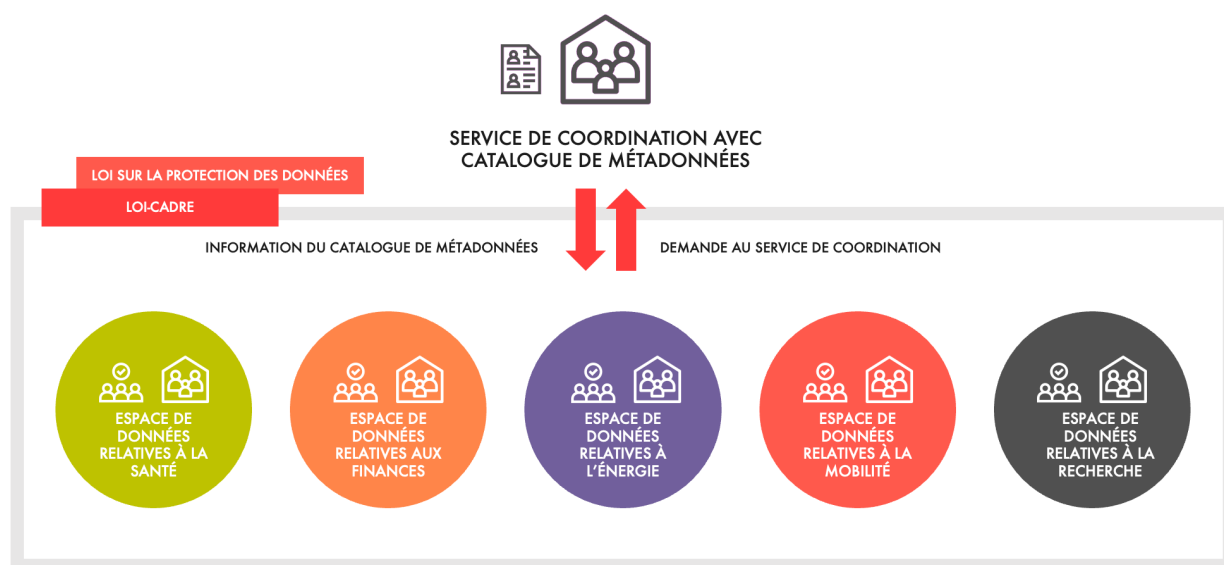 SERVICE DE COORDINATION AVEC
CATALOGUE DE MÉTADONNÉES
LOI SUR LA PROTECTION DES DONNÉES
LOI-CADRE
INFORMATION DU CATALOGUE DE MÉTADONNÉES
DEMANDE AU SERVICE DE COORDINATION
ESPACE DE
DONNÉES
RELATIVES À LA
SANTÉ
ESPACE DE
DONNÉES
RELATIVES AUX
FINANCES
ESPACE DE
DONNÉES
RELATIVES À
L'ÉNERGIE
ESPACE DE
DONNÉES
RELATIVES À LA
MOBILITÉ
ESPACE DE
DONNÉES
RELATIVES À LA
RECHERCHE